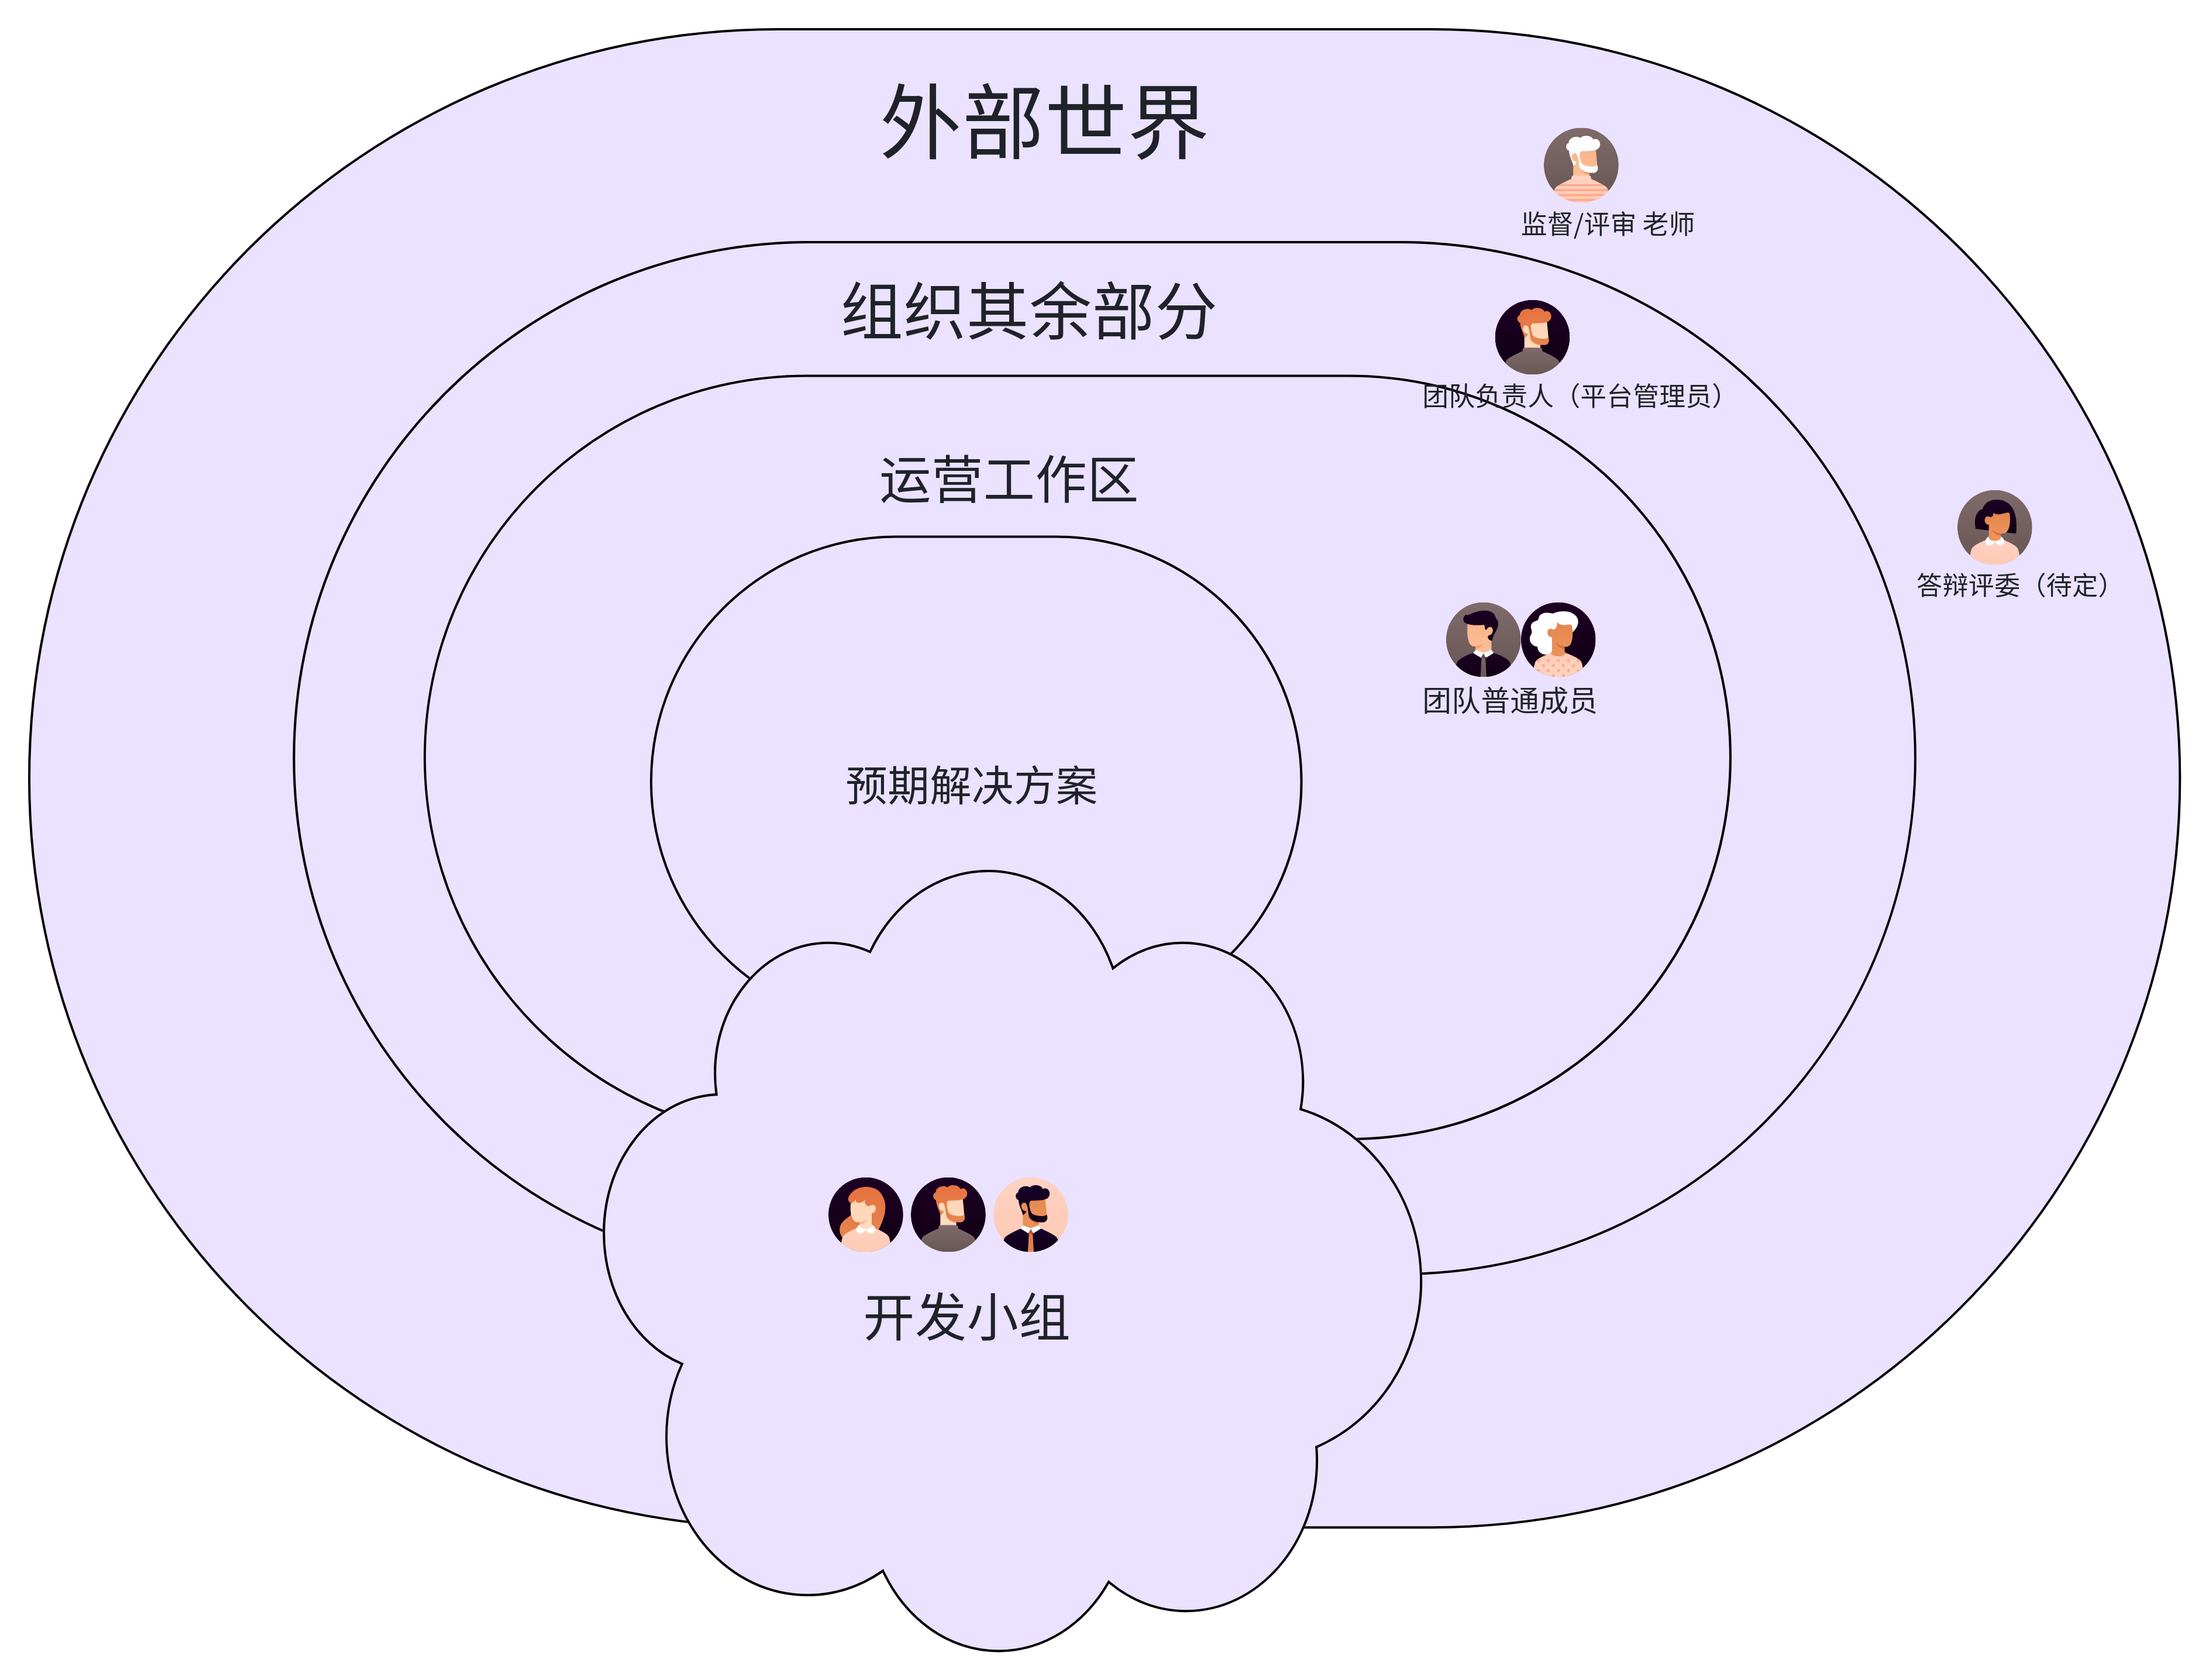 外部世界
监督/评审 老师
组织其余部分
团队负责人（平台管理员）
运营工作区
答辩评委（待定）
团队普通成员
预期解决方案
开发小组